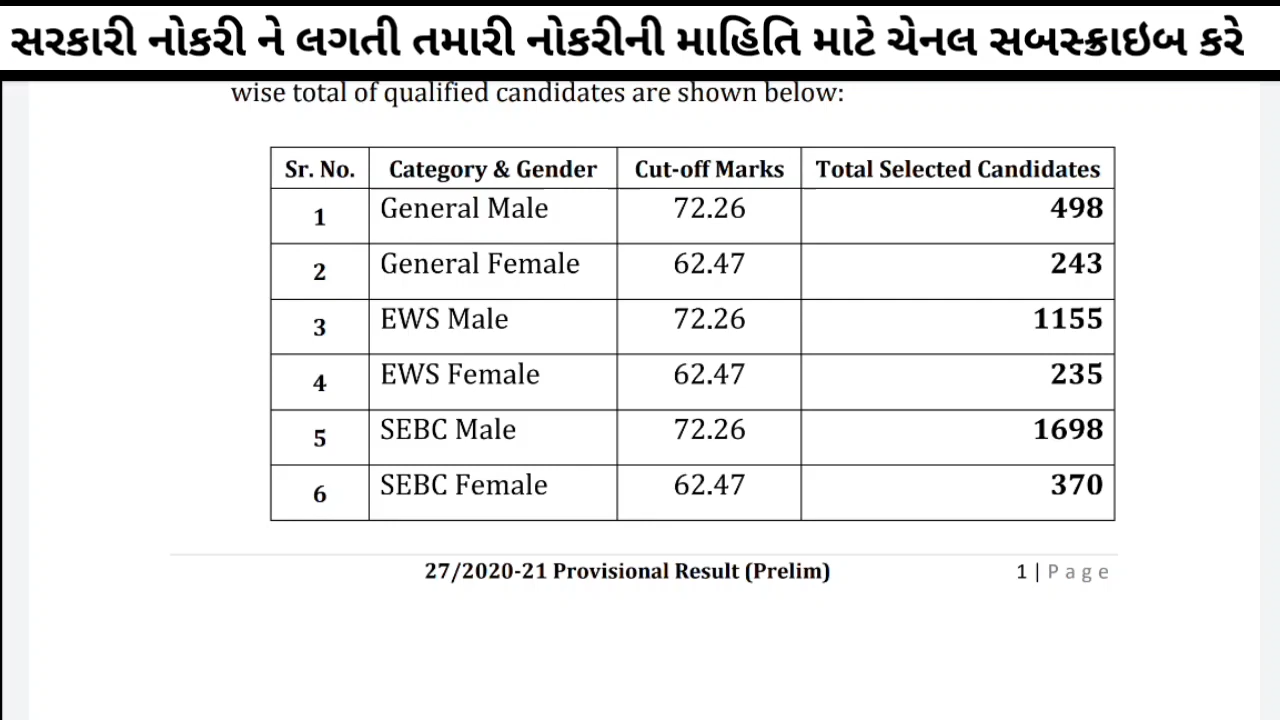 સરકારી નોકરી ને લગતી તમારી નોકરીની માહિતિ માટે ચેનલ સબસ્ક્રાઇબ કરે
wise total of qualified candidates are shown below:
Sr. No. Category & Gender Cut-off Marks Total Selected Candidates
1 General Male 72.26 498
2 General Female 62.47 243
3 EWS Male 72.26 1155
4 EWS Female 62.47 235
5 SEBC Male 72.26 1698
6 SEBC Female 62.47 370
27/2020-21 Provisional Result (Prelim) 1 | Page